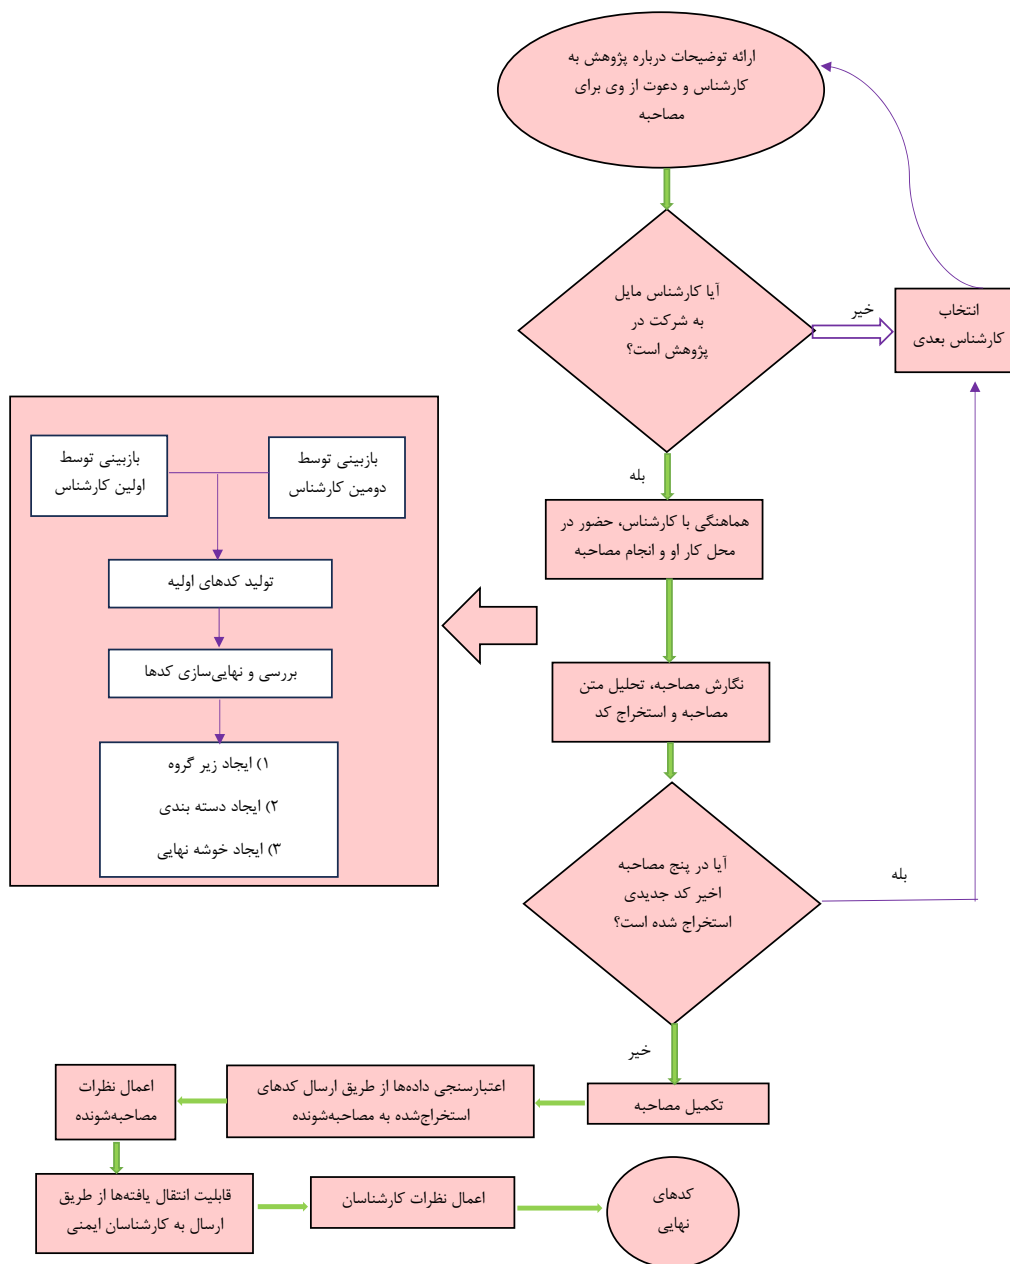 ارائه توضیحات درباره پژوهش به
کارشناس و دعوت از وی برای
مصاحبه
آیا کارشناس مایل
به شرکت در
پژوهش است؟
خیر
انتخاب
کارشناس بعدی
بله
هماهنگی با کارشناس، حضور در
محل کار او و انجام مصاحبه
نگارش مصاحبه، تحلیل متن
مصاحبه و استخراج کد
بازبینی توسط
اولین کارشناس
بازبینی توسط
دومین کارشناس
تولید کدهای اولیه
بررسی و نهایی‌سازی کدها
۱) ایجاد زیر گروه
۲) ایجاد دسته بندی
۳) ایجاد خوشه نهایی
آیا در پنج مصاحبه
اخیر کد جدیدی
استخراج شده است؟
بله
خیر
تکمیل مصاحبه
اعتبارسنجی داده‌ها از طریق ارسال کدهای
استخراج‌شده به مصاحبه‌شونده
اعمال نظرات
مصاحبه‌شونده
قابلیت انتقال یافته‌ها از طریق
ارسال به کارشناسان ایمنی
اعمال نظرات کارشناسان
کدهای
نهایی